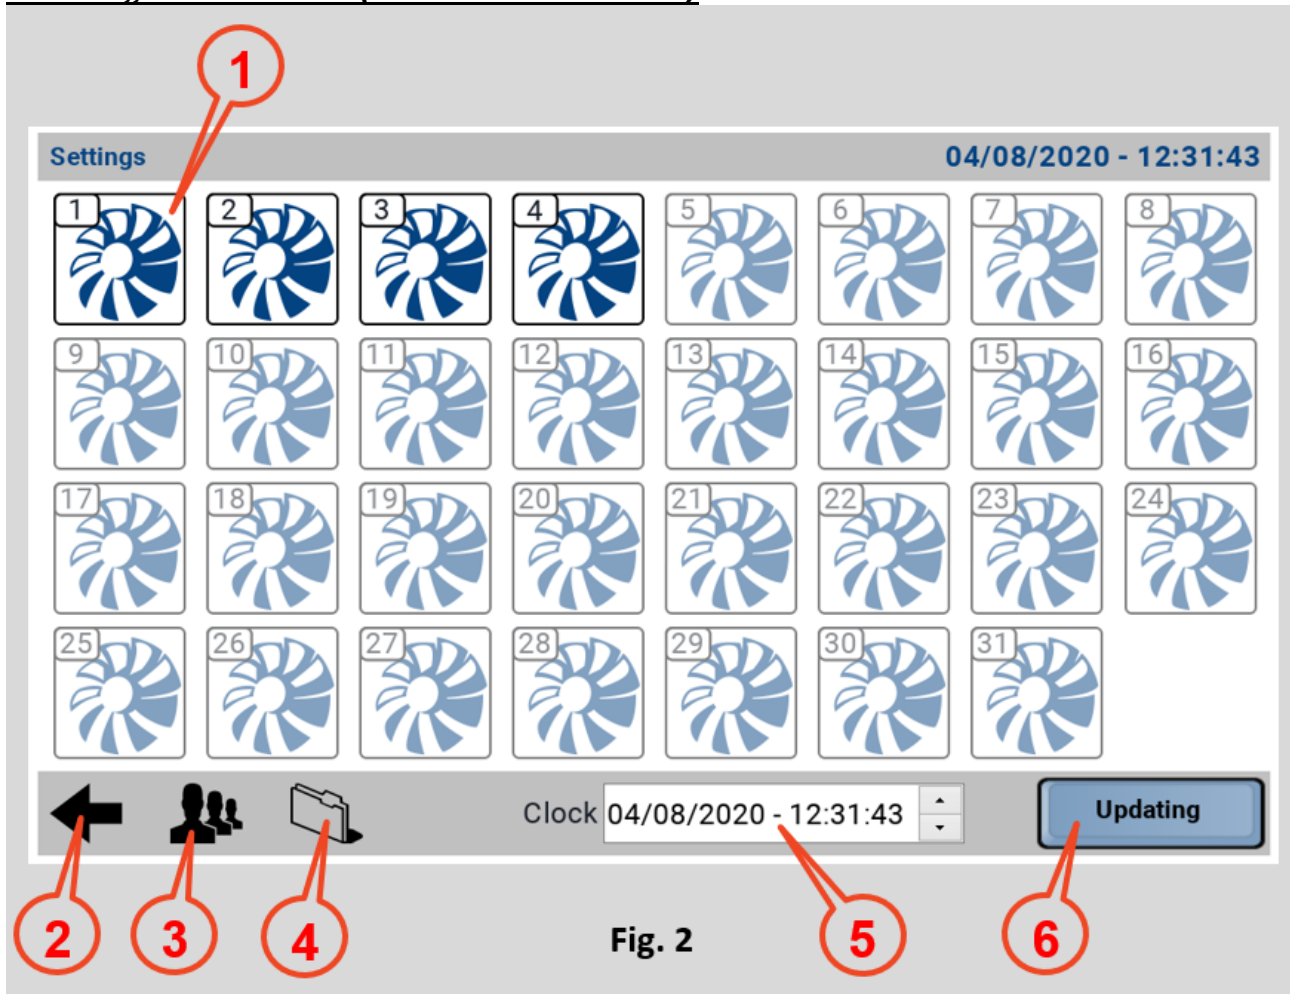 1
Settings 04/08/2020 - 12:31:43
1 2 3 4 5 6 7 8
9 10 11 12 13 14 15 16
17 18 19 20 21 22 23 24
25 26 27 28 29 30 31
Clock 04/08/2020 - 12:31:43 Updating
2 3 4 Fig. 2 5 6